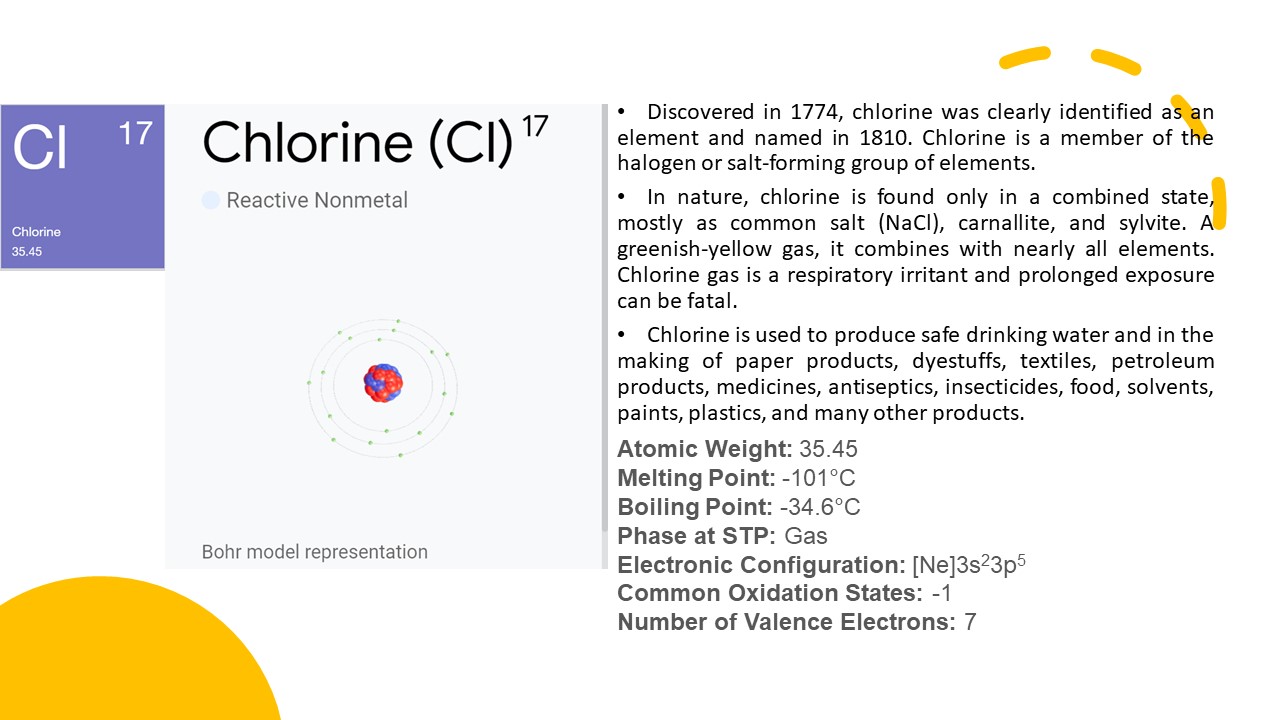 Cl 17
Chlorine
35.45
Chlorine (Cl) 17
Reactive Nonmetal
Bohr model representation
• Discovered in 1774, chlorine was clearly identified as an
element and named in 1810. Chlorine is a member of the
halogen or salt-forming group of elements.
• In nature, chlorine is found only in a combined state,
mostly as common salt (NaCl), carnallite, and sylvite. A
greenish-yellow gas, it combines with nearly all elements.
Chlorine gas is a respiratory irritant and prolonged exposure
can be fatal.
• Chlorine is used to produce safe drinking water and in the
making of paper products, dyestuffs, textiles, petroleum
products, medicines, antiseptics, insecticides, food, solvents,
paints, plastics, and many other products.
Atomic Weight: 35.45
Melting Point: -101°C
Boiling Point: -34.6°C
Phase at STP: Gas
Electronic Configuration: [Ne]3s²3p⁵
Common Oxidation States: -1
Number of Valence Electrons: 7